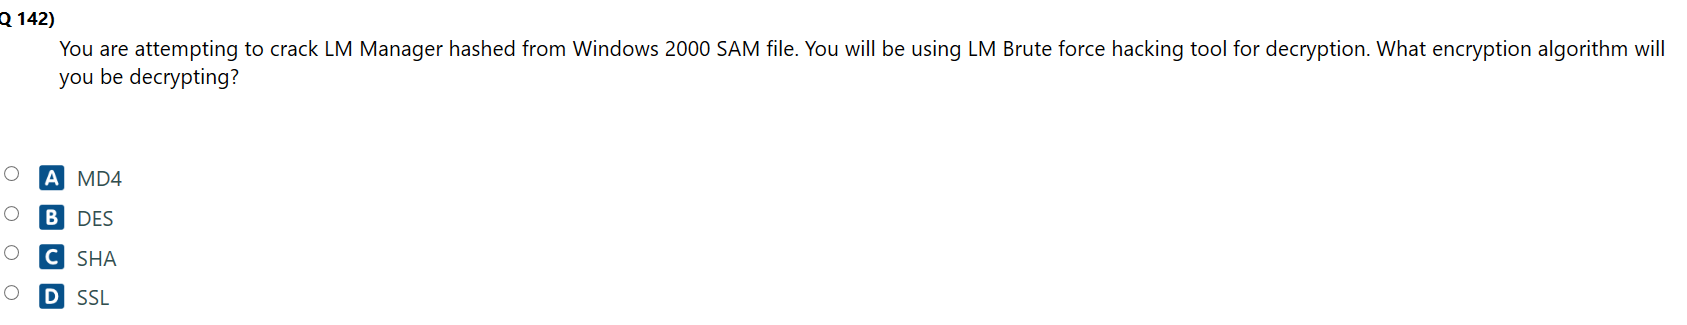 Q 142)
You are attempting to crack LM Manager hashed from Windows 2000 SAM file. You will be using LM Brute force hacking tool for decryption. What encryption algorithm will
you be decrypting?
A MD4
B DES
C SHA
D SSL